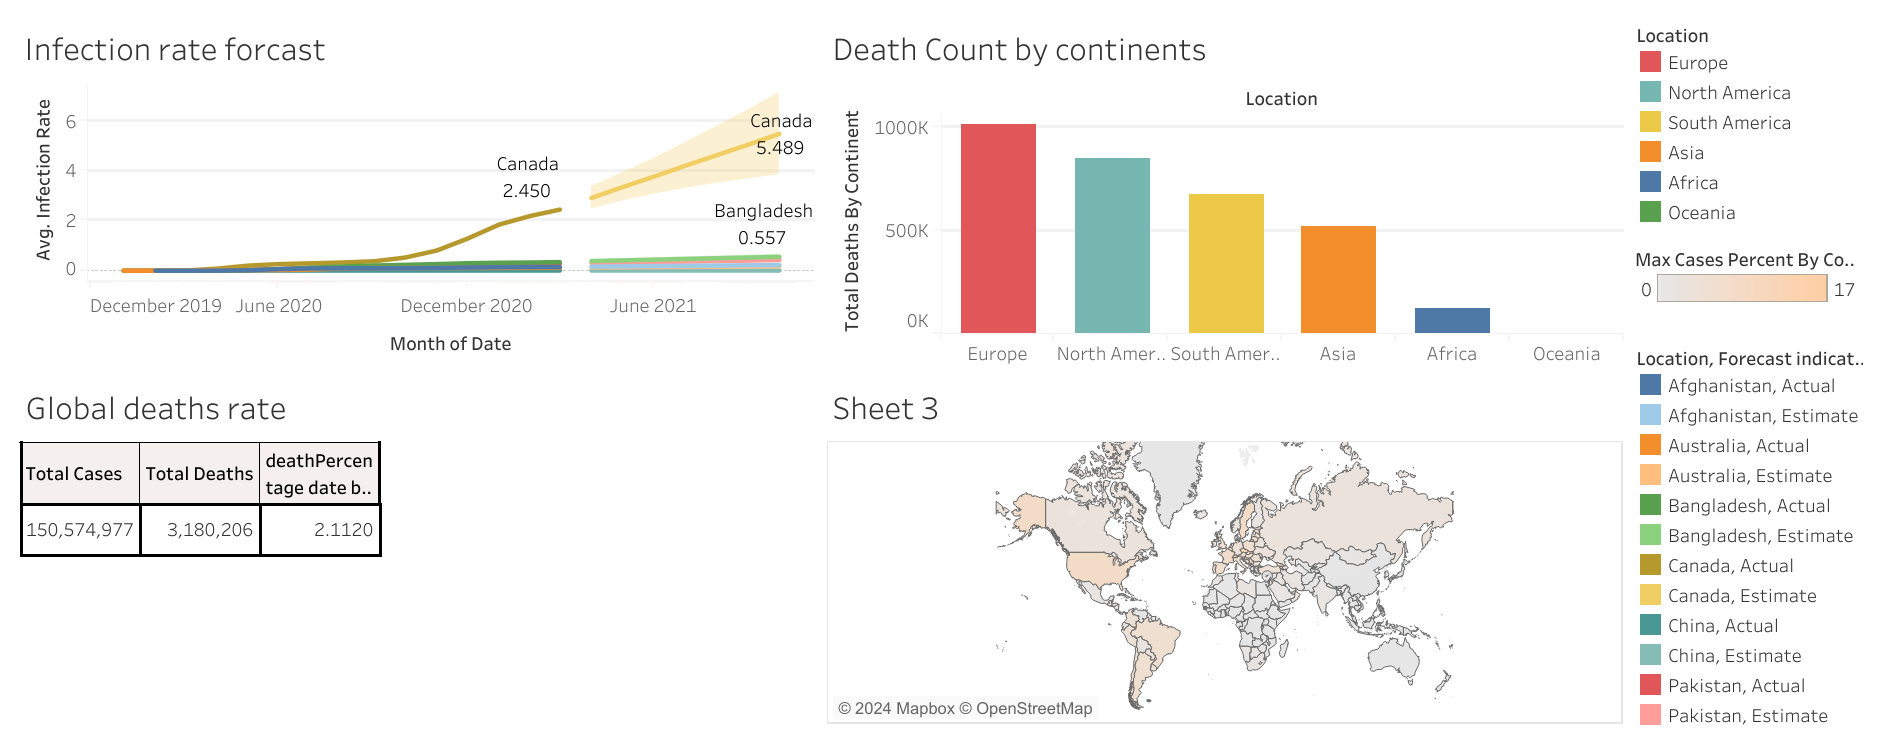 Infection rate forcast
Avg. Infection Rate
6
4
2
0
Canada
2.450
Canada
5.489
Bangladesh
0.557
December 2019
June 2020
December 2020
June 2021
Month of Date
Death Count by continents
Location
Total Deaths By Continent
1000K
500K
0K
Europe
North Amer..
South Amer..
Asia
Africa
Oceania
Location
Europe
North America
South America
Asia
Africa
Oceania
Max Cases Percent By Co..
0
17
Global deaths rate
Total Cases
Total Deaths
deathPercen
tage date b..
150,574,977
3,180,206
2.1120
Sheet 3
© 2024 Mapbox © OpenStreetMap
Location, Forecast indicat..
Afghanistan, Actual
Afghanistan, Estimate
Australia, Actual
Australia, Estimate
Bangladesh, Actual
Bangladesh, Estimate
Canada, Actual
Canada, Estimate
China, Actual
China, Estimate
Pakistan, Actual
Pakistan, Estimate